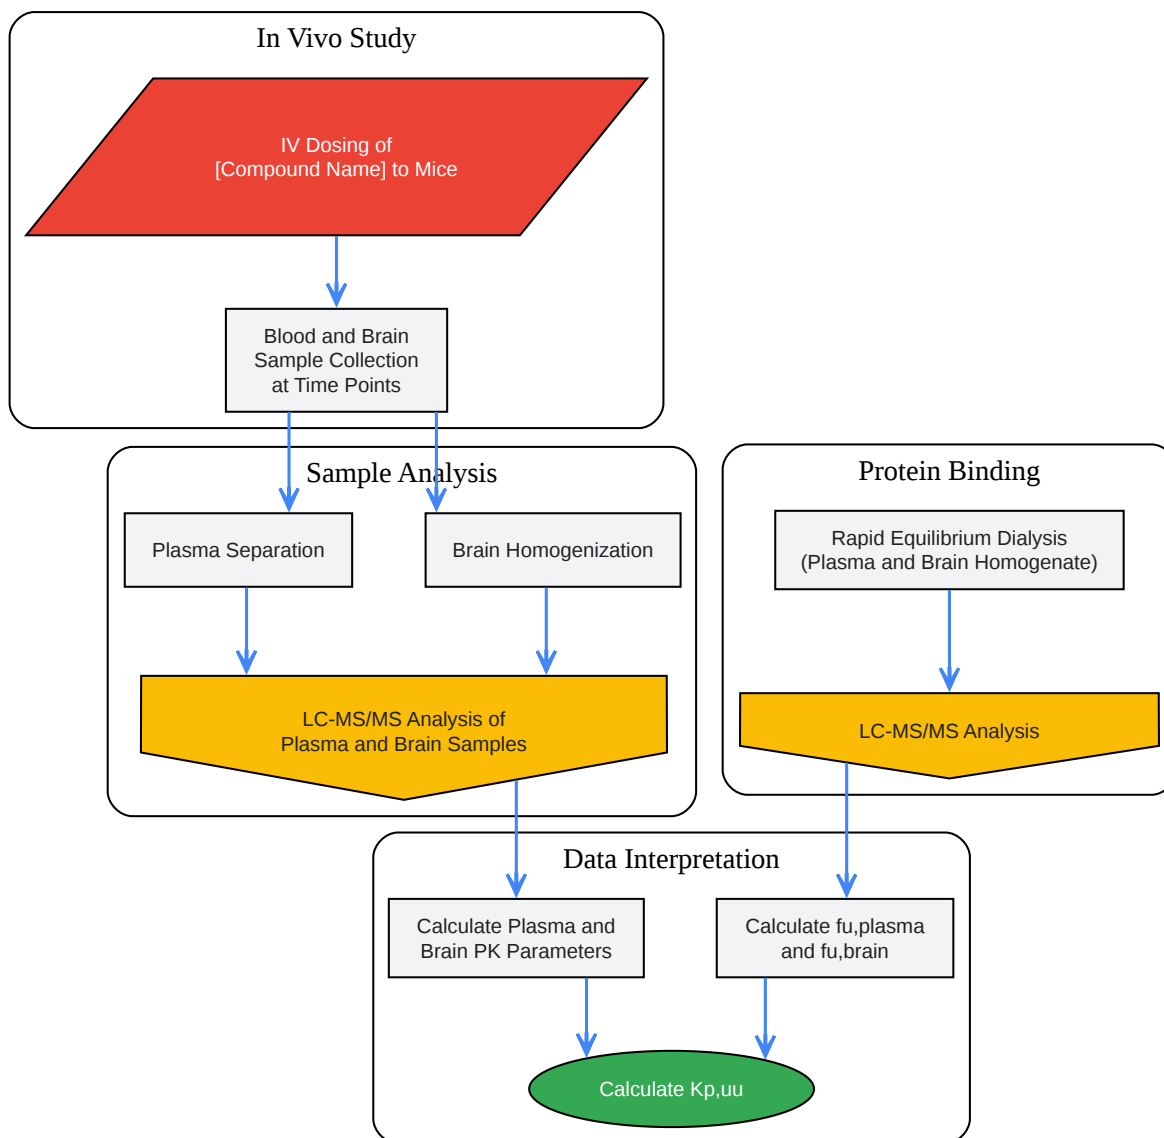 In Vivo Study
IV Dosing of
[Compound Name] to Mice
Blood and Brain
Sample Collection
at Time Points
Sample Analysis
Plasma Separation
Brain Homogenization
LC-MS/MS Analysis of
Plasma and Brain Samples
Protein Binding
Rapid Equilibrium Dialysis
(Plasma and Brain Homogenate)
LC-MS/MS Analysis
Data Interpretation
Calculate Plasma and
Brain PK Parameters
Calculate fu,plasma
and fu,brain
Calculate Kp,uu